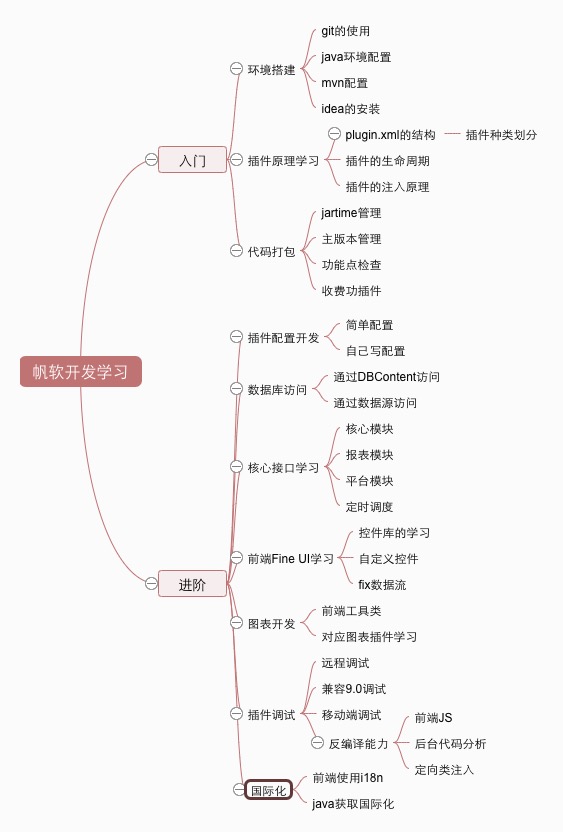 帆软开发学习
入门
环境搭建
git的使用
java环境配置
mvn配置
idea的安装
插件原理学习
plugin.xml的结构
插件种类划分
插件的生命周期
插件的注入原理
代码打包
jartime管理
主版本管理
功能点检查
收费功插件
进阶
插件配置开发
简单配置
自己写配置
数据库访问
通过DBContent访问
通过数据源访问
核心接口学习
核心模块
报表模块
平台模块
定时调度
前端Fine UI学习
控件库的学习
自定义控件
fix数据流
图表开发
前端工具类
对应图表插件学习
插件调试
远程调试
兼容9.0调试
移动端调试
反编译能力
前端JS
后台代码分析
定向类注入
国际化
前端使用i18n
java获取国际化